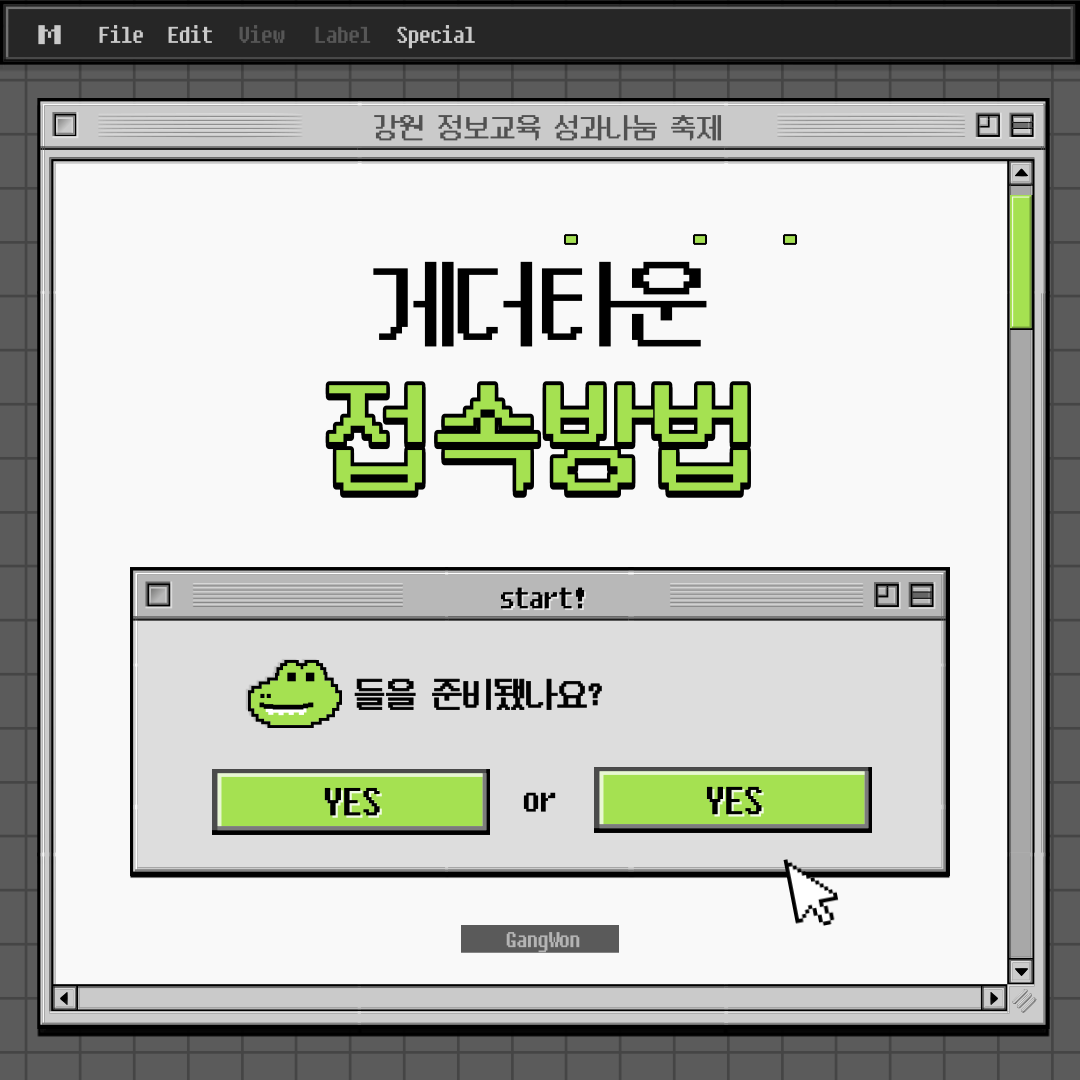 M File Edit View Label Special
강원 정보교육 성과나눔 축제
게더타운
접속방법
start!
들을 준비됐나요?
YES or YES
GangWon